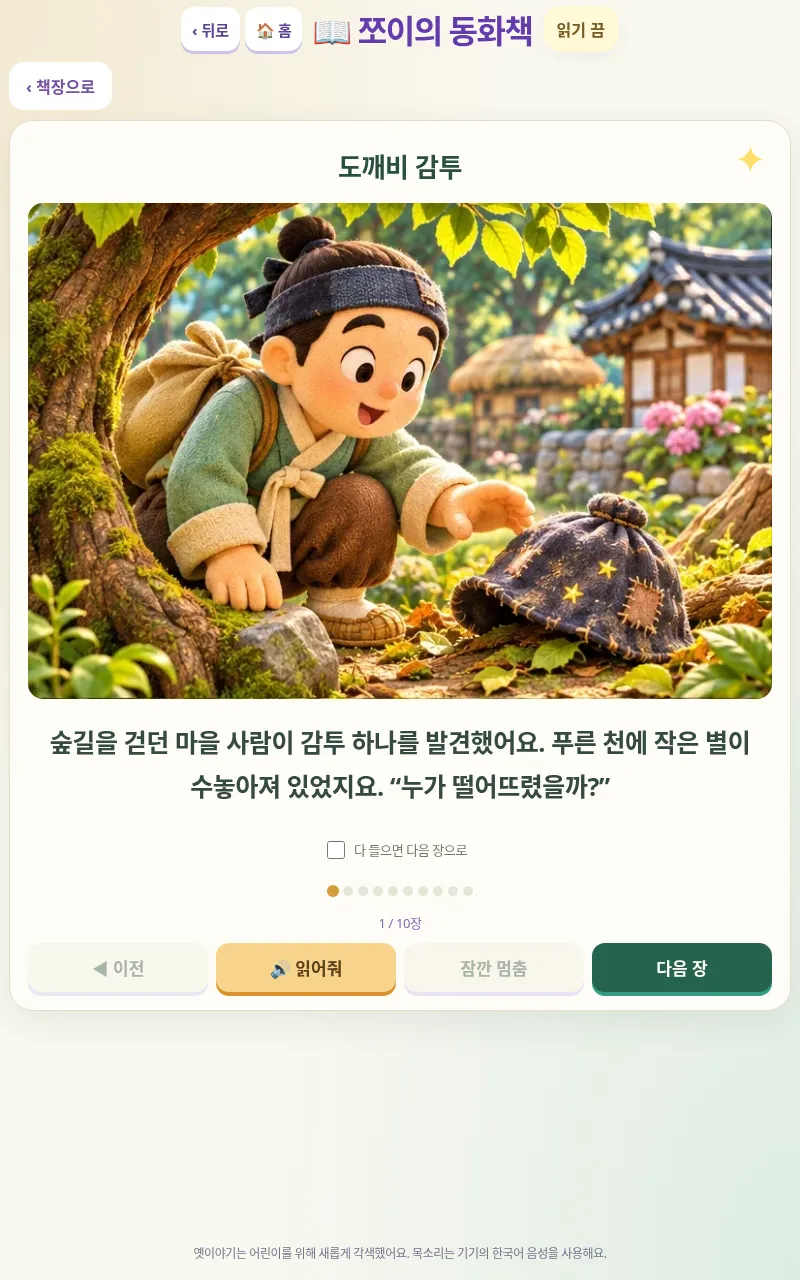 ‹ 뒤로
🏠 홈
📖 쪼이의 동화책
읽기 끔
‹ 책장으로
도깨비 감투
숲길을 걷던 마을 사람이 감투 하나를 발견했어요. 푸른 천에 작은 별이
수놓아져 있었지요. “누가 떨어뜨렸을까?”
다 들으면 다음 장으로
1 / 10장
◀ 이전
🔊 읽어줘
잠깐 멈춤
다음 장
옛이야기는 어린이를 위해 새롭게 각색했어요. 목소리는 기기의 한국어 음성을 사용해요.